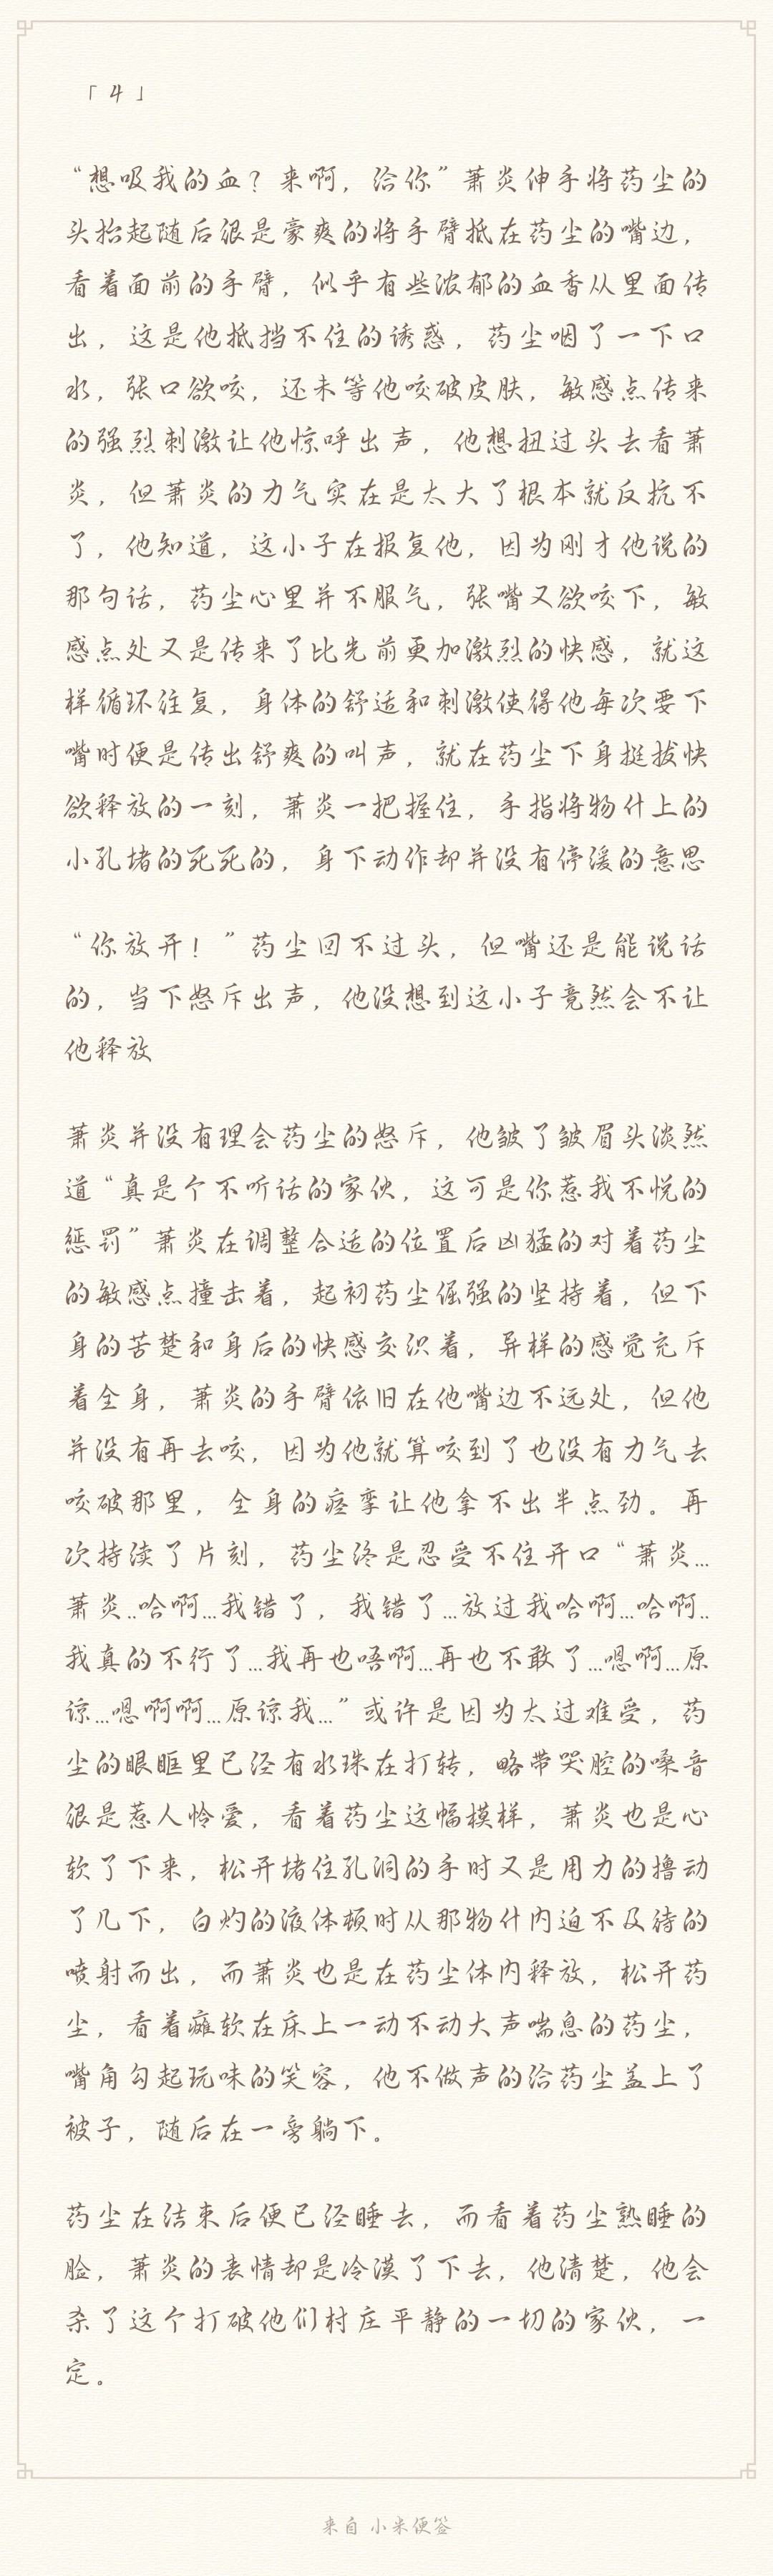 「4」
“想吸我的血？来啊，给你”萧炎伸手将药尘的
头抬起随后很是豪爽的将手臂抵在药尘的嘴边，
看着面前的手臂，似乎有些浓郁的血香从里面传
出，这是他抵挡不住的诱惑，药尘咽了一下口
水，张口欲咬，还未等他咬破皮肤，敏感点传来
的强烈刺激让他惊呼出声，他想扭过头去看萧
炎，但萧炎的力气实在是太大了根本就反抗不
了，他知道，这小子在报复他，因为刚才他说的
那句话，药尘心里并不服气，张嘴又欲咬下，敏
感点处又是传来了比先前更加激烈的快感，就这
样循环往复，身体的舒适和刺激使得他每次要下
嘴时便是传出舒爽的叫声，就在药尘下身挺拔快
欲释放的一刻，萧炎一把握住，手指将物什上的
小孔堵的死死的，身下动作却并没有停缓的意思
“你放开！”药尘回不过头，但嘴还是能说话
的，当下怒斥出声，他没想到这小子竟然会不让
他释放
萧炎并没有理会药尘的怒斥，他皱了皱眉头淡然
道“真是个不听话的家伙，这可是你惹我不悦的
惩罚”萧炎在调整合适的位置后凶猛的对着药尘
的敏感点撞击着，起初药尘倔强的坚持着，但下
身的苦楚和身后的快感交织着，异样的感觉充斥
着全身，萧炎的手臂依旧在他嘴边不远处，但他
并没有再去咬，因为他就算咬到了也没有力气去
咬破那里，全身的痉挛让他拿不出半点劲。再
次持续了片刻，药尘终是忍受不住开口“萧炎…
萧炎..哈啊…我错了，我错了…放过我哈啊…哈啊..
我真的不行了…我再也唔啊…再也不敢了…嗯啊…原
谅…嗯啊啊…原谅我…”或许是因为太过难受，药
尘的眼眶里已经有水珠在打转，略带哭腔的嗓音
很是惹人怜爱，看着药尘这幅模样，萧炎也是心
软了下来，松开堵住孔洞的手时又是用力的撸动
了几下，白灼的液体顿时从那物什内迫不及待的
喷射而出，而萧炎也是在药尘体内释放，松开药
尘，看着瘫软在床上一动不动大声喘息的药尘，
嘴角勾起玩味的笑容，他不做声的给药尘盖上了
被子，随后在一旁躺下。
药尘在结束后便已经睡去，而看着药尘熟睡的
脸，萧炎的表情却是冷漠了下去，他清楚，他会
杀了这个打破他们村庄平静的一切的家伙，一
定。
来自 小米便签